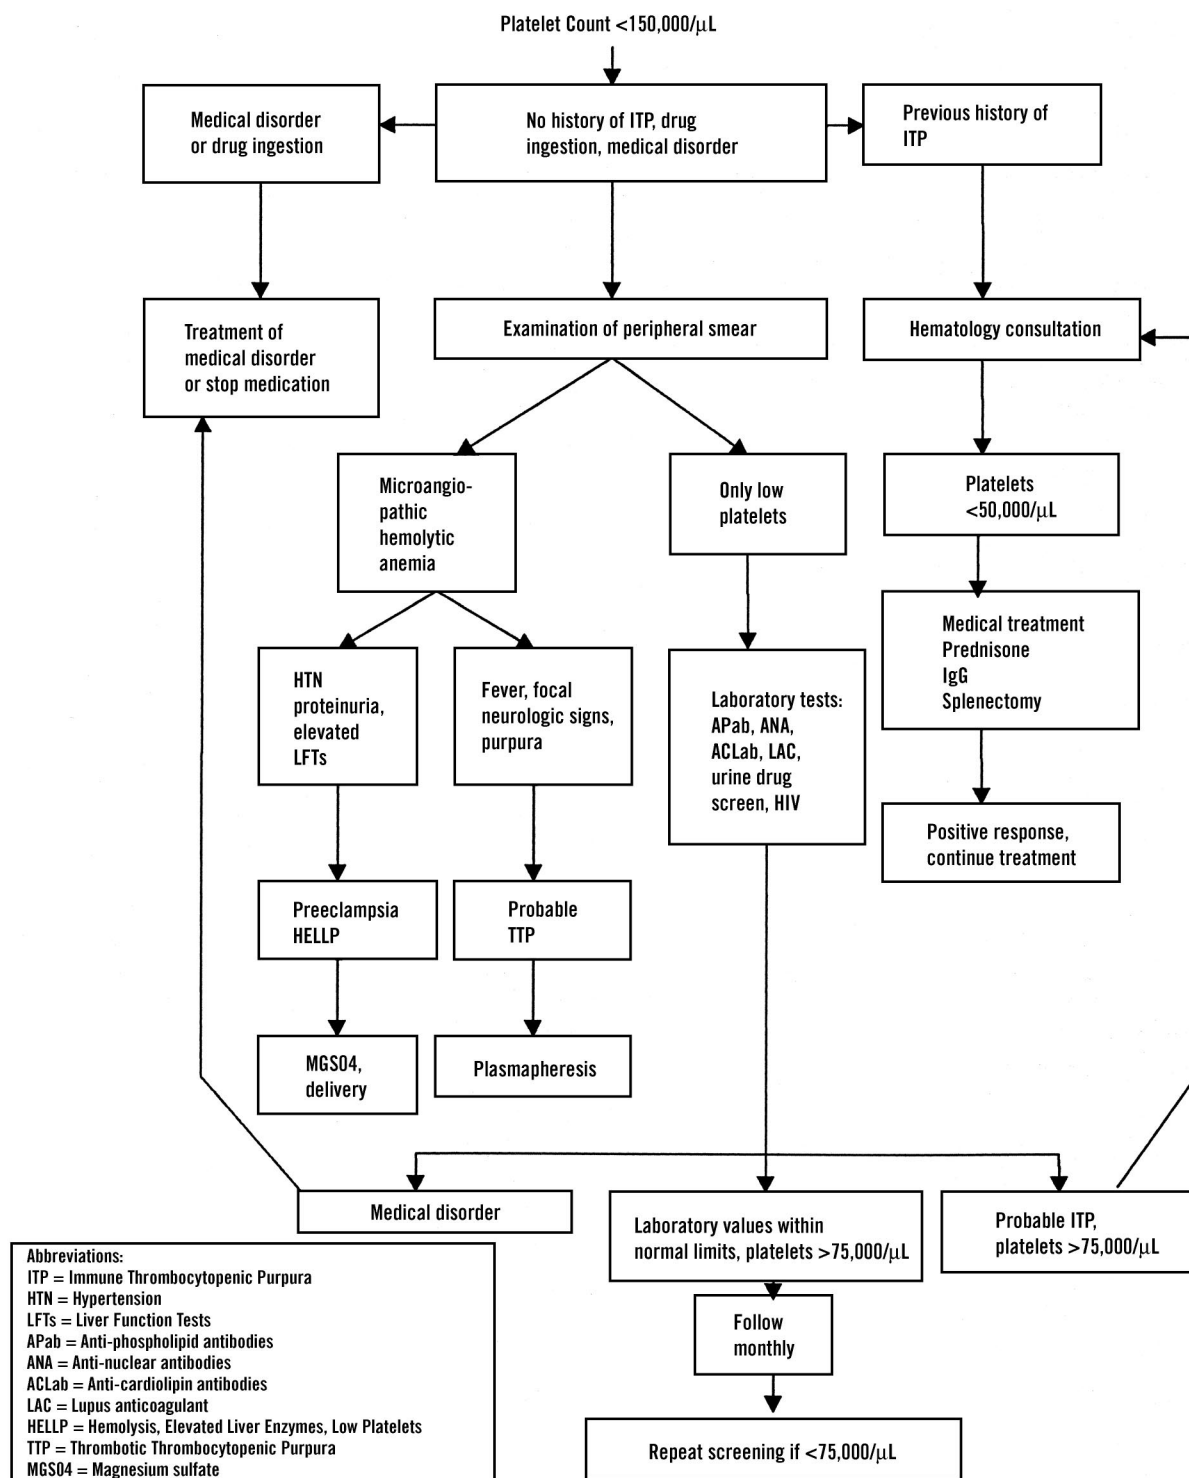 Platelet Count <150,000/μL
Medical disorder
or drug ingestion
No history of ITP, drug
ingestion, medical disorder
Previous history of
ITP
Treatment of
medical disorder
or stop medication
Examination of peripheral smear
Hematology consultation
Microangio-
pathic
hemolytic
anemia
Only low
platelets
Platelets
<50,000/μL
HTN
proteinuria,
elevated
LFTs
Fever, focal
neurologic signs,
purpura
Laboratory tests:
APab, ANA,
ACLab, LAC,
urine drug
screen, HIV
Medical treatment
Prednisone
IgG
Splenectomy
Positive response,
continue treatment
Preeclampsia
HELLP
Probable
TTP
MGS04,
delivery
Plasmapheresis
Medical disorder
Laboratory values within
normal limits, platelets >75,000/μL
Probable ITP,
platelets >75,000/μL
Follow
monthly
Repeat screening if <75,000/μL
Abbreviations:
ITP = Immune Thrombocytopenic Purpura
HTN = Hypertension
LFTs = Liver Function Tests
APab = Anti-phospholipid antibodies
ANA = Anti-nuclear antibodies
ACLab = Anti-cardiolipin antibodies
LAC = Lupus anticoagulant
HELLP = Hemolysis, Elevated Liver Enzymes, Low Platelets
TTP = Thrombotic Thrombocytopenic Purpura
MGS04 = Magnesium sulfate